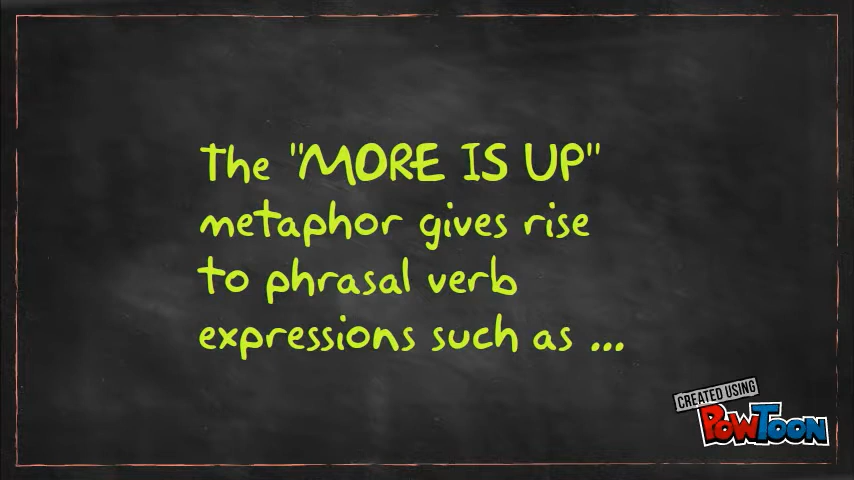 The "MORE IS UP"
metaphor gives rise
to phrasal verb
expressions such as ...
CREATED USING
POWTOON